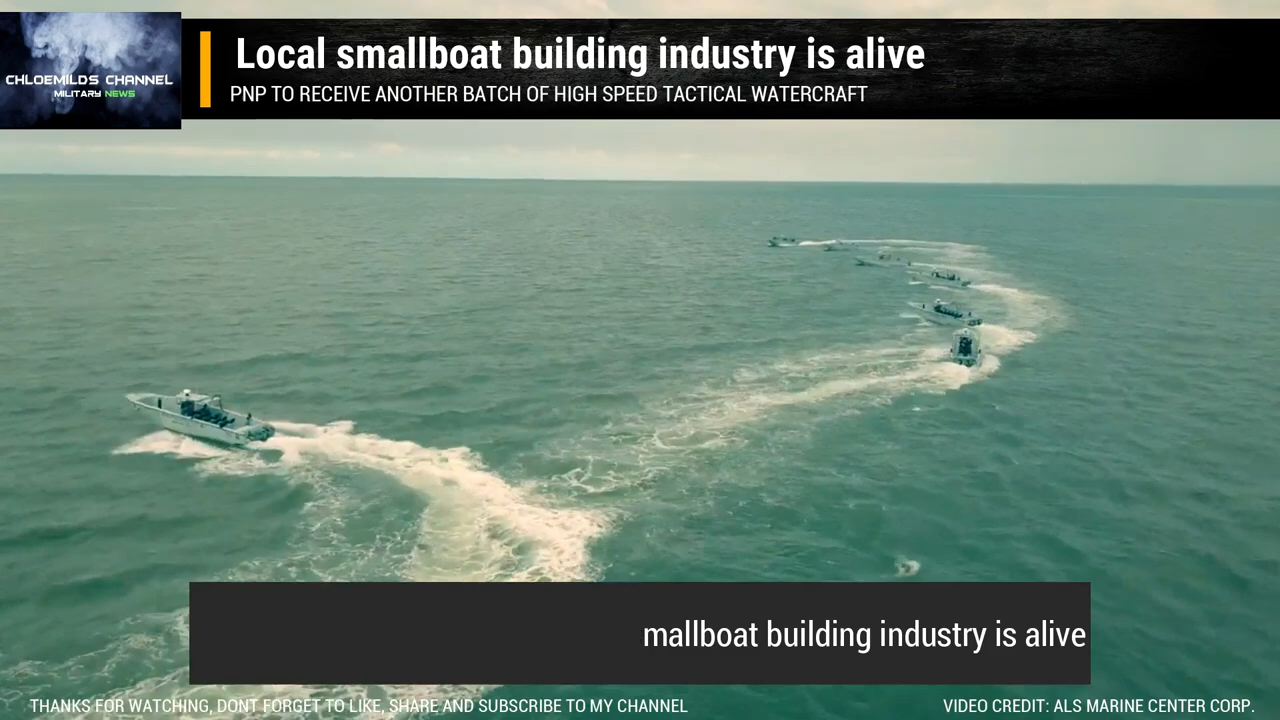 CHLOEMILDS CHANNEL
MILITARY NEWS
Local smallboat building industry is alive
PNP TO RECEIVE ANOTHER BATCH OF HIGH SPEED TACTICAL WATERCRAFT
mallboat building industry is alive
THANKS FOR WATCHING, DONT FORGET TO LIKE, SHARE AND SUBSCRIBE TO MY CHANNEL
VIDEO CREDIT: ALS MARINE CENTER CORP.